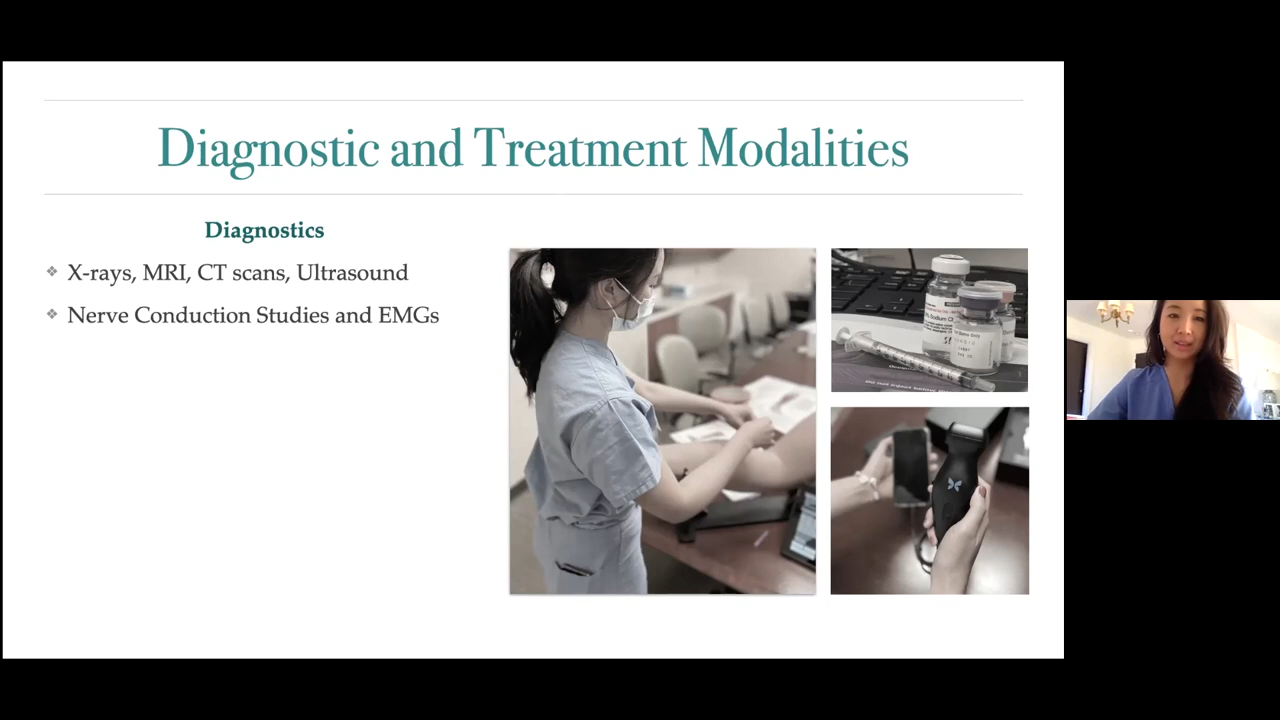 Diagnostic and Treatment Modalities
Diagnostics
X-rays, MRI, CT scans, Ultrasound
Nerve Conduction Studies and EMGs